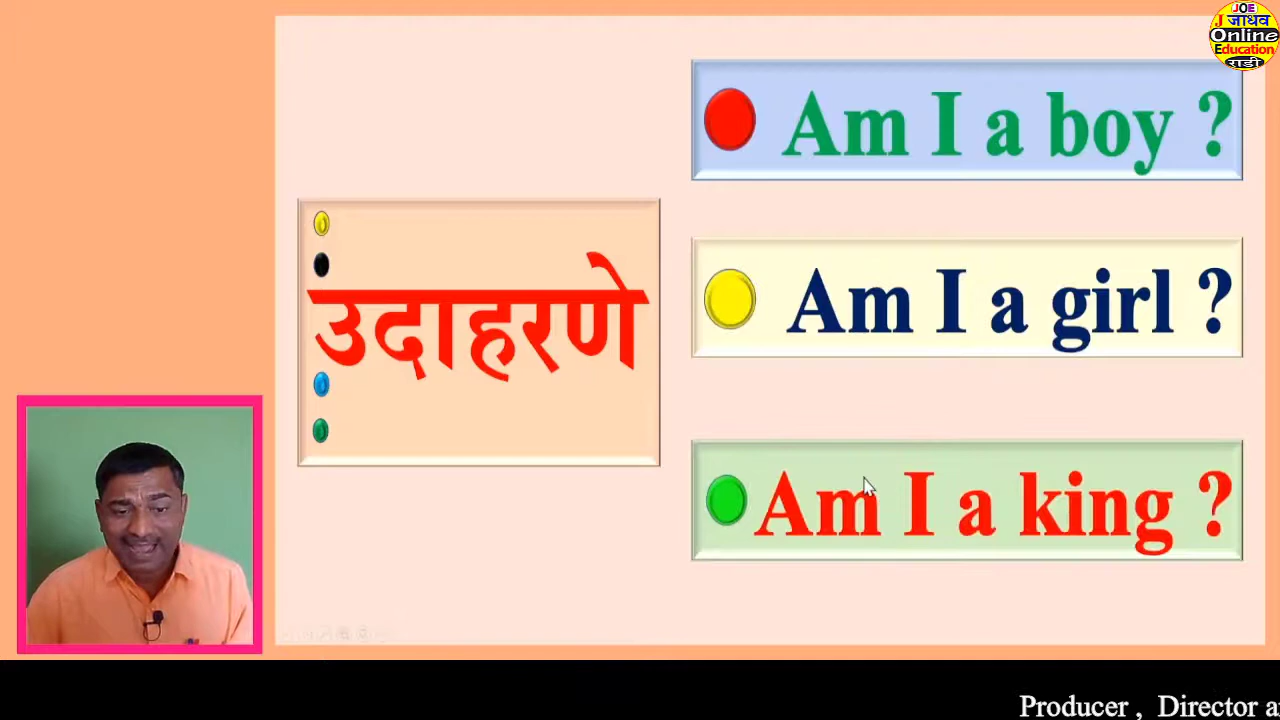 JOE
J जाधव
Online
Education
राडी
Am I a boy ?
उदाहरणे
Am I a girl ?
Am I a king ?
Producer , Director a